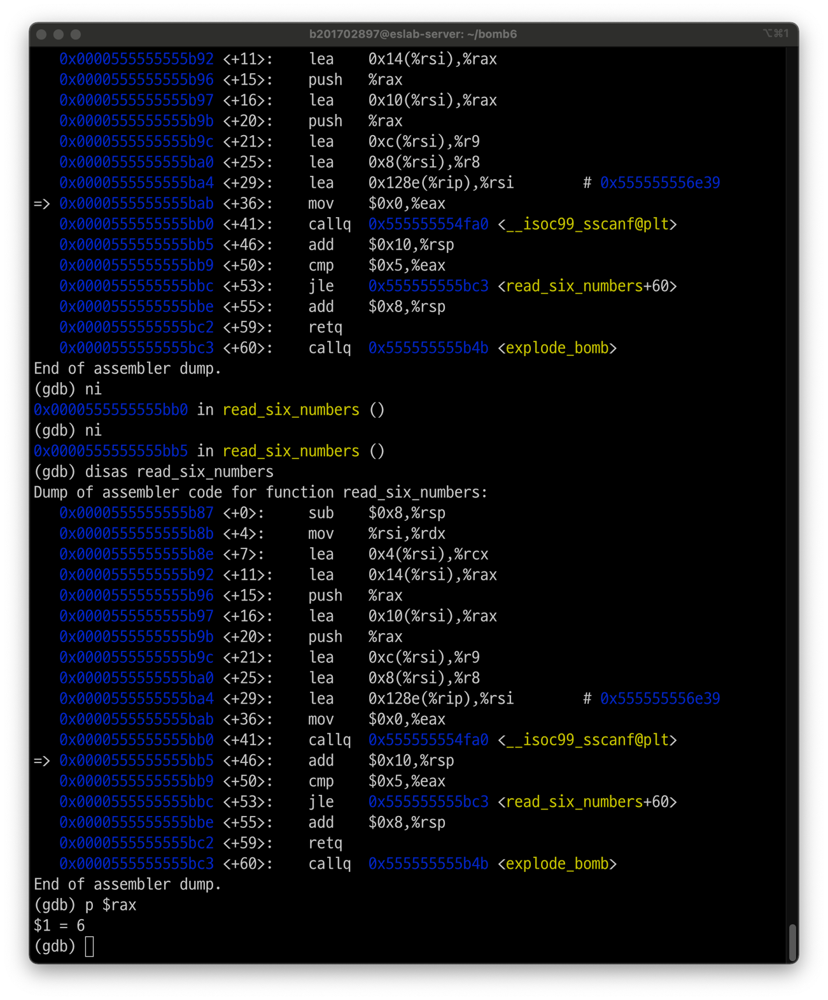 b201702897@eslab-server: ~/bomb6 ⌥⌘1
0x0000555555555b92 <+11>: lea 0x14(%rsi),%rax
0x0000555555555b96 <+15>: push %rax
0x0000555555555b97 <+16>: lea 0x10(%rsi),%rax
0x0000555555555b9b <+20>: push %rax
0x0000555555555b9c <+21>: lea 0xc(%rsi),%r9
0x0000555555555ba0 <+25>: lea 0x8(%rsi),%r8
0x0000555555555ba4 <+29>: lea 0x128e(%rip),%rsi # 0x555555556e39
=> 0x0000555555555bab <+36>: mov $0x0,%eax
0x0000555555555bb0 <+41>: callq 0x555555554fa0 <__isoc99_sscanf@plt>
0x0000555555555bb5 <+46>: add $0x10,%rsp
0x0000555555555bb9 <+50>: cmp $0x5,%eax
0x0000555555555bbc <+53>: jle 0x555555555bc3 <read_six_numbers+60>
0x0000555555555bbe <+55>: add $0x8,%rsp
0x0000555555555bc2 <+59>: retq
0x0000555555555bc3 <+60>: callq 0x555555555b4b <explode_bomb>
End of assembler dump.
(gdb) ni
0x0000555555555bb0 in read_six_numbers ()
(gdb) ni
0x0000555555555bb5 in read_six_numbers ()
(gdb) disas read_six_numbers
Dump of assembler code for function read_six_numbers:
0x0000555555555b87 <+0>: sub $0x8,%rsp
0x0000555555555b8b <+4>: mov %rsi,%rdx
0x0000555555555b8e <+7>: lea 0x4(%rsi),%rcx
0x0000555555555b92 <+11>: lea 0x14(%rsi),%rax
0x0000555555555b96 <+15>: push %rax
0x0000555555555b97 <+16>: lea 0x10(%rsi),%rax
0x0000555555555b9b <+20>: push %rax
0x0000555555555b9c <+21>: lea 0xc(%rsi),%r9
0x0000555555555ba0 <+25>: lea 0x8(%rsi),%r8
0x0000555555555ba4 <+29>: lea 0x128e(%rip),%rsi # 0x555555556e39
0x0000555555555bab <+36>: mov $0x0,%eax
0x0000555555555bb0 <+41>: callq 0x555555554fa0 <__isoc99_sscanf@plt>
=> 0x0000555555555bb5 <+46>: add $0x10,%rsp
0x0000555555555bb9 <+50>: cmp $0x5,%eax
0x0000555555555bbc <+53>: jle 0x555555555bc3 <read_six_numbers+60>
0x0000555555555bbe <+55>: add $0x8,%rsp
0x0000555555555bc2 <+59>: retq
0x0000555555555bc3 <+60>: callq 0x555555555b4b <explode_bomb>
End of assembler dump.
(gdb) p $rax
$1 = 6
(gdb)